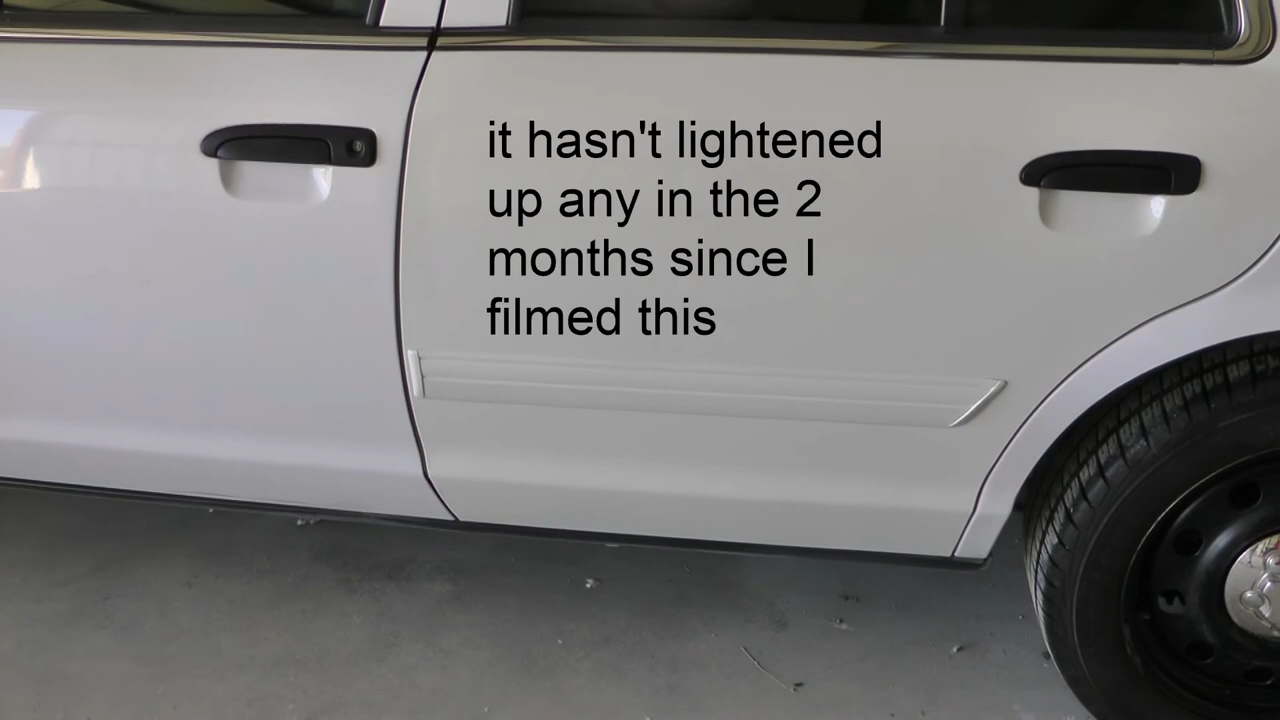 it hasn't lightened
up any in the 2
months since I
filmed this